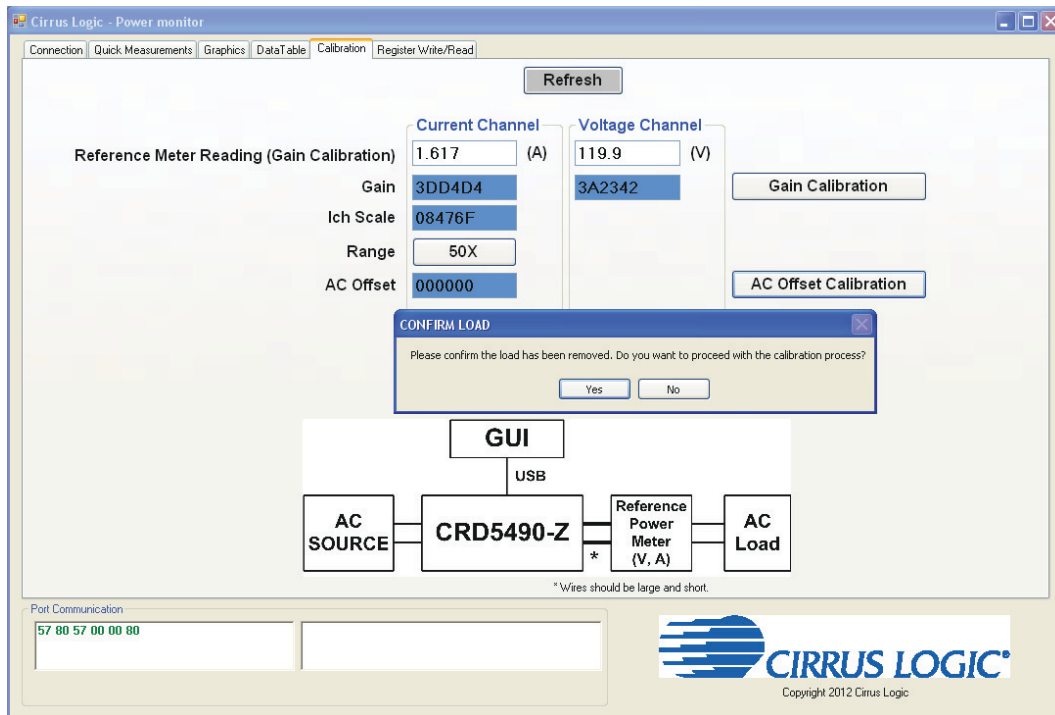 Cirrus Logic - Power monitor
Connection Quick Measurements Graphics DataTable Calibration Register Write/Read
Refresh
Current Channel Voltage Channel
Reference Meter Reading (Gain Calibration) 1.617 (A) 119.9 (V)
Gain 3DD4D4 3A2342 Gain Calibration
Ich Scale 08476F
Range 50X
AC Offset 000000 AC Offset Calibration
CONFIRM LOAD
Please confirm the load has been removed. Do you want to proceed with the calibration process?
Yes No
GUI
USB
AC SOURCE
CRD5490-Z
*
Reference
Power
Meter
(V, A)
AC
Load
* Wires should be large and short.
Port Communication
57 80 57 00 00 80
CIRRUS LOGIC®
Copyright 2012 Cirrus Logic